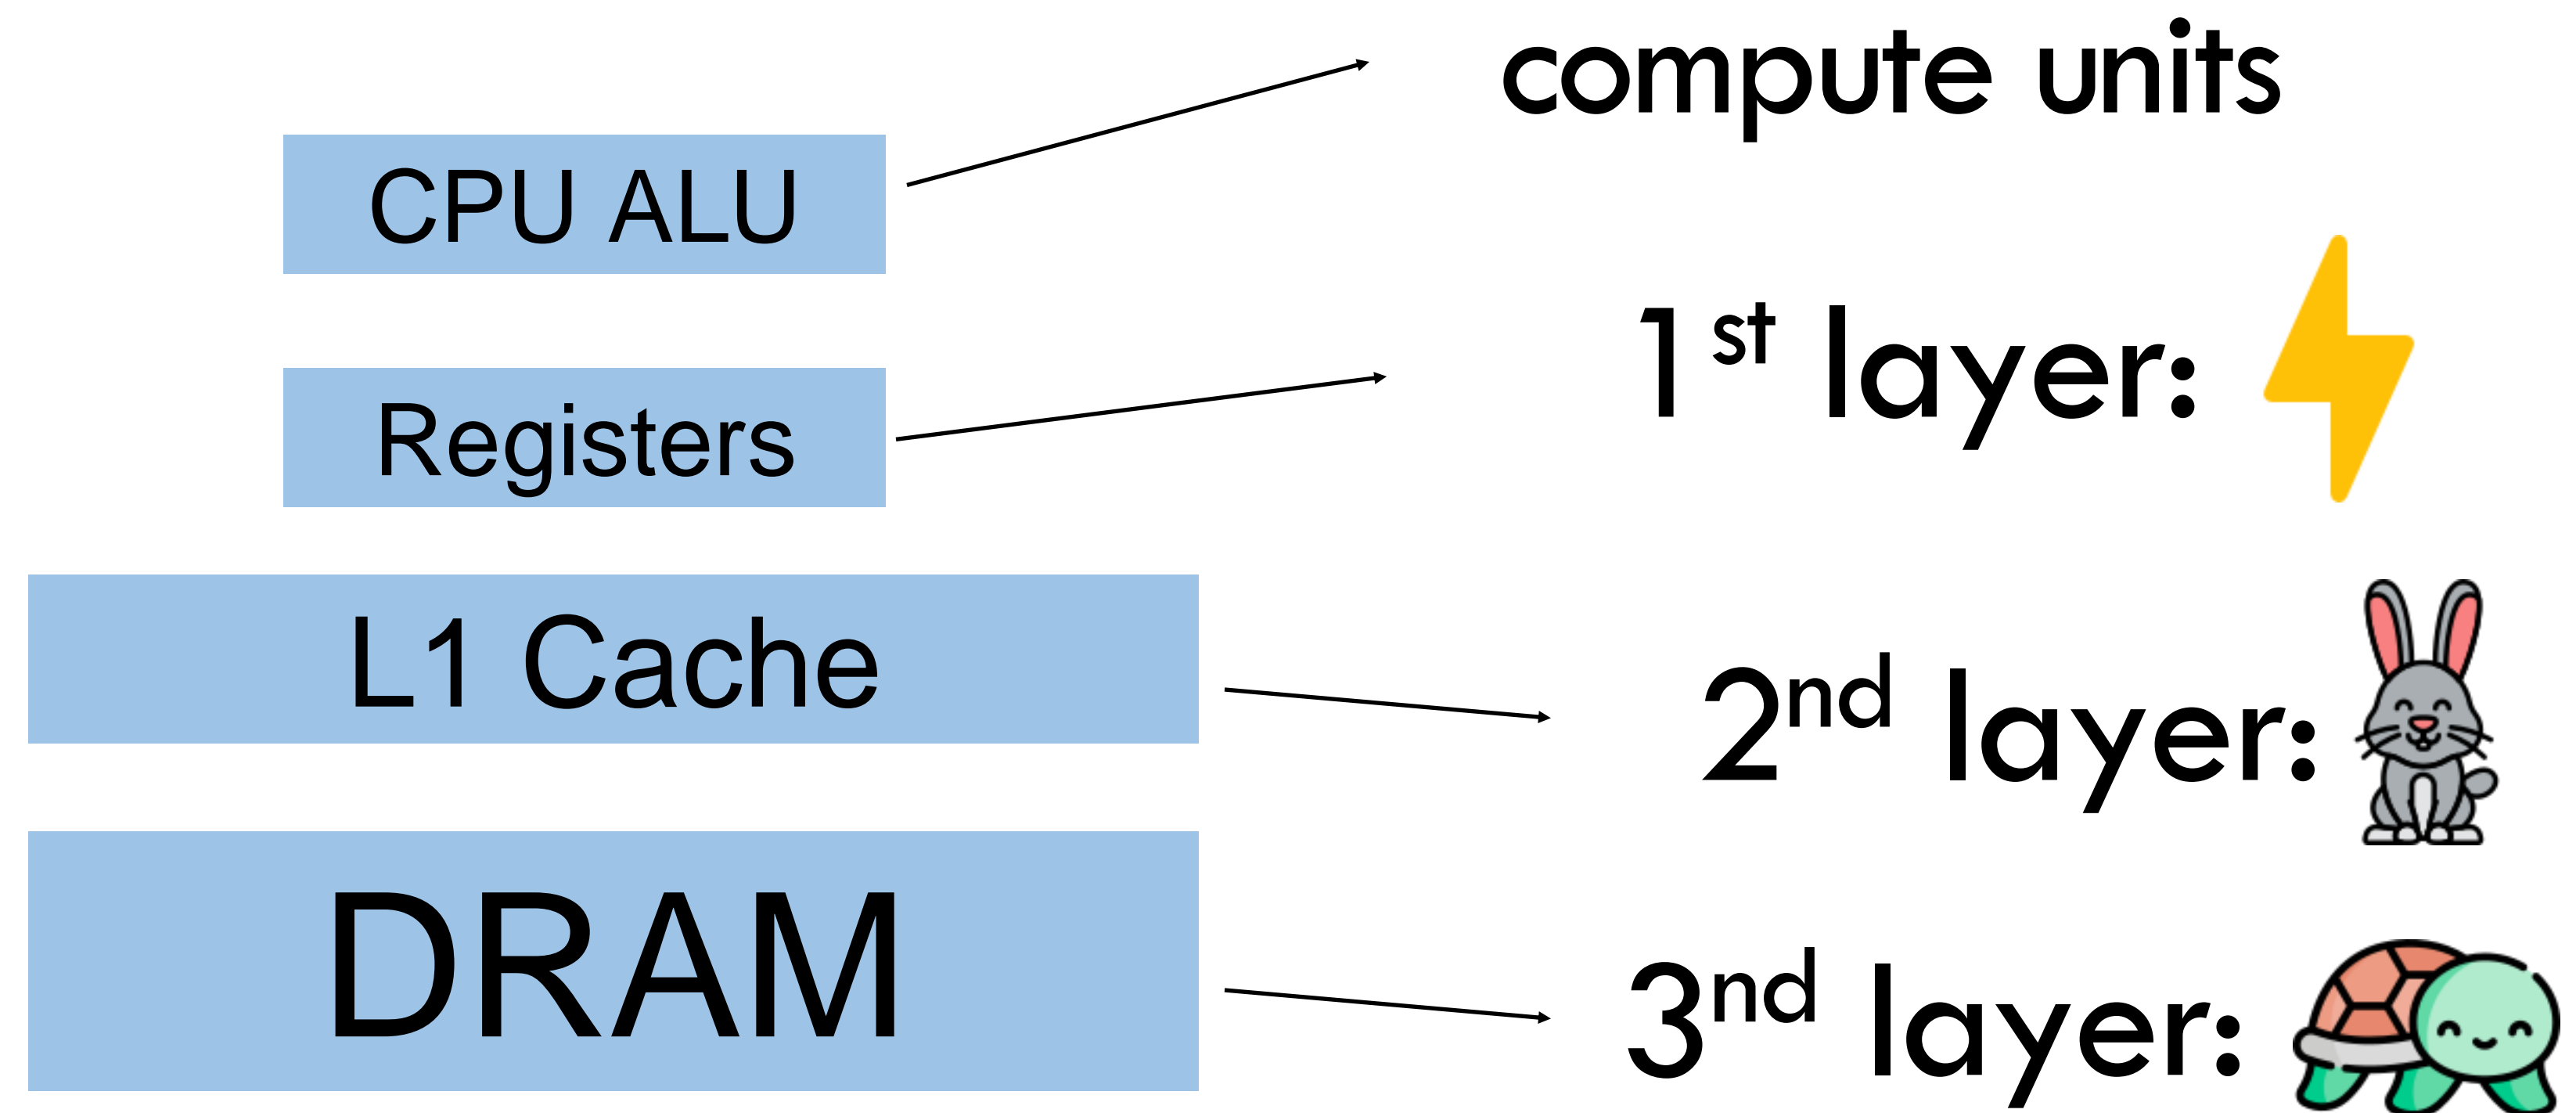 compute units
CPU ALU
1st layer:
Registers
L1 Cache
2nd layer:
DRAM
3nd layer: